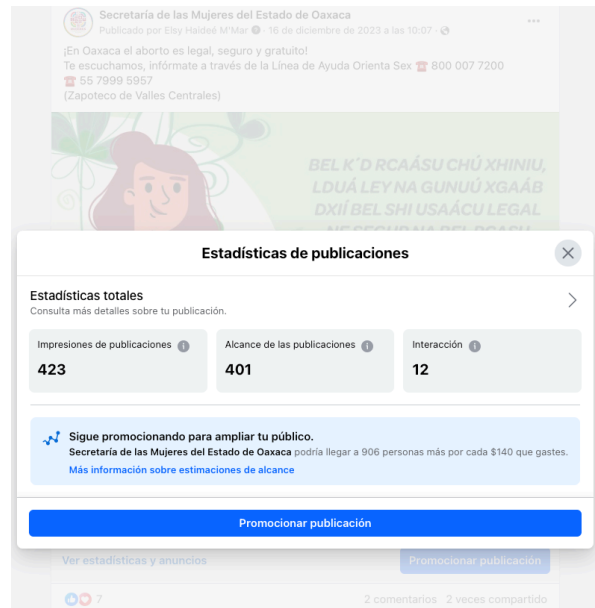 Secretaría de las Mujeres del Estado de Oaxaca
Publicado por Elsy Haideé M'Mar · 16 de diciembre de 2023 a las 10:07 ·
¡En Oaxaca el aborto es legal, seguro y gratuito!
Te escuchamos, infórmate a través de la Línea de Ayuda Orienta Sex ☎ 800 007 7200
☎ 55 7999 5957
(Zapoteco de Valles Centrales)
BEL K´D RCAÁSU CHÚ XHINIU,
LDUÁ LEY NA GUNUÚ XGAÁB
DXIÍ BEL SHI USAÁCU LEGAL
Estadísticas de publicaciones
Estadísticas totales
Consulta más detalles sobre tu publicación.
Impresiones de publicaciones
423
Alcance de las publicaciones
401
Interacción
12
Sigue promocionando para ampliar tu público.
Secretaría de las Mujeres del Estado de Oaxaca podría llegar a 906 personas más por cada $140 que gastes.
Más información sobre estimaciones de alcance
Promocionar publicación
Ver estadísticas y anuncios
Promocionar publicación
7
2 comentarios 2 veces compartido